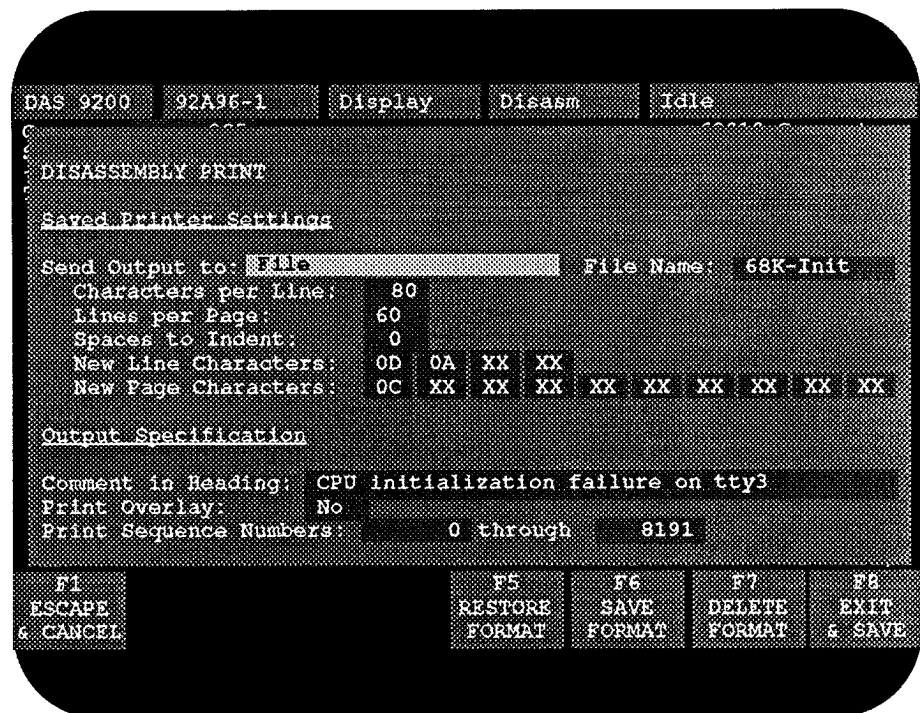 DAS 9200 92A96-1 Display Disasm Idle
DISASSEMBLY PRINT
Saved Printer Settings
Send Output to: File File Name: 68K-Init
Characters per Line: 80
Lines per Page: 60
Spaces to Indent: 0
New Line Characters: 0D 0A XX XX
New Page Characters: 0C XX XX XX XX XX XX XX XX XX
Output Specification
Comment in Heading: CPU initialization failure on tty3
Print Overlay: No
Print Sequence Numbers: 0 through 8191
F1 F5 F6 F7 F8
ESCAPE RESTORE SAVE DELETE EXIT
& CANCEL FORMAT FORMAT FORMAT & SAVE